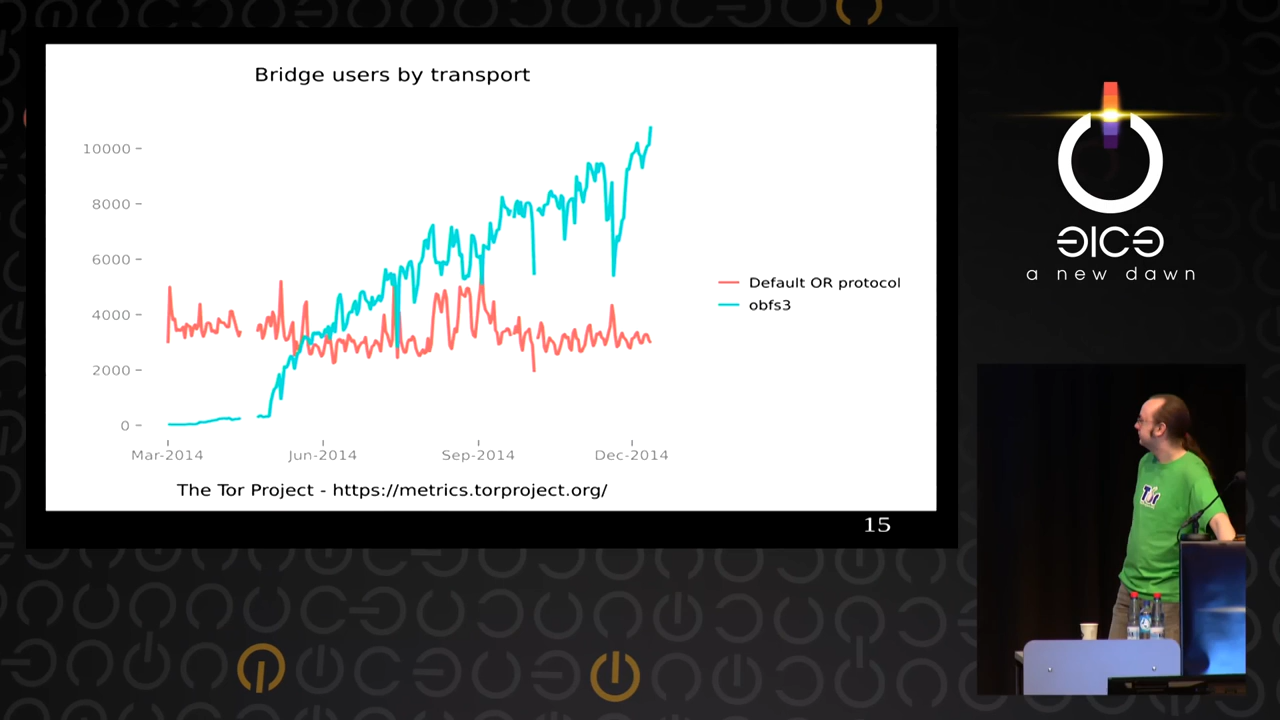 Bridge users by transport
10000
8000
6000
4000
2000
0
Mar-2014
Jun-2014
Sep-2014
Dec-2014
Default OR protocol
obfs3
The Tor Project - https://metrics.torproject.org/
15
a new dawn
Tor